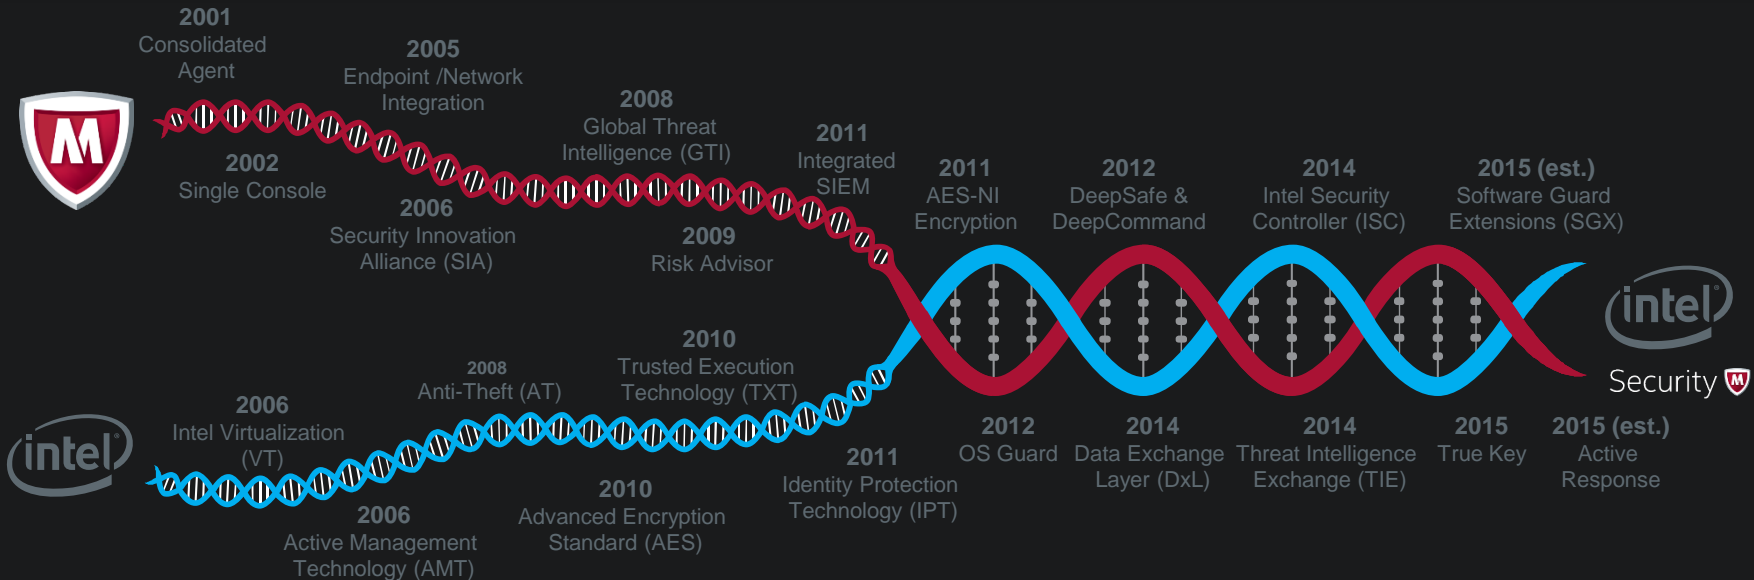 2001
Consolidated
Agent
2005
Endpoint /Network
Integration
2008
Global Threat
Intelligence (GTI)
2011
Integrated
SIEM
M
2002
Single Console
2006
Security Innovation
Alliance (SIA)
2009
Risk Advisor
2011
AES-NI
Encryption
2012
DeepSafe &
DeepCommand
2014
Intel Security
Controller (ISC)
2015 (est.)
Software Guard
Extensions (SGX)
intel®
Security M
intel®
2006
Intel Virtualization
(VT)
2008
Anti-Theft (AT)
2010
Trusted Execution
Technology (TXT)
2006
Active Management
Technology (AMT)
2010
Advanced Encryption
Standard (AES)
2011
Identity Protection
Technology (IPT)
2012
OS Guard
2014
Data Exchange
Layer (DxL)
2014
Threat Intelligence
Exchange (TIE)
2015
True Key
2015 (est.)
Active
Response